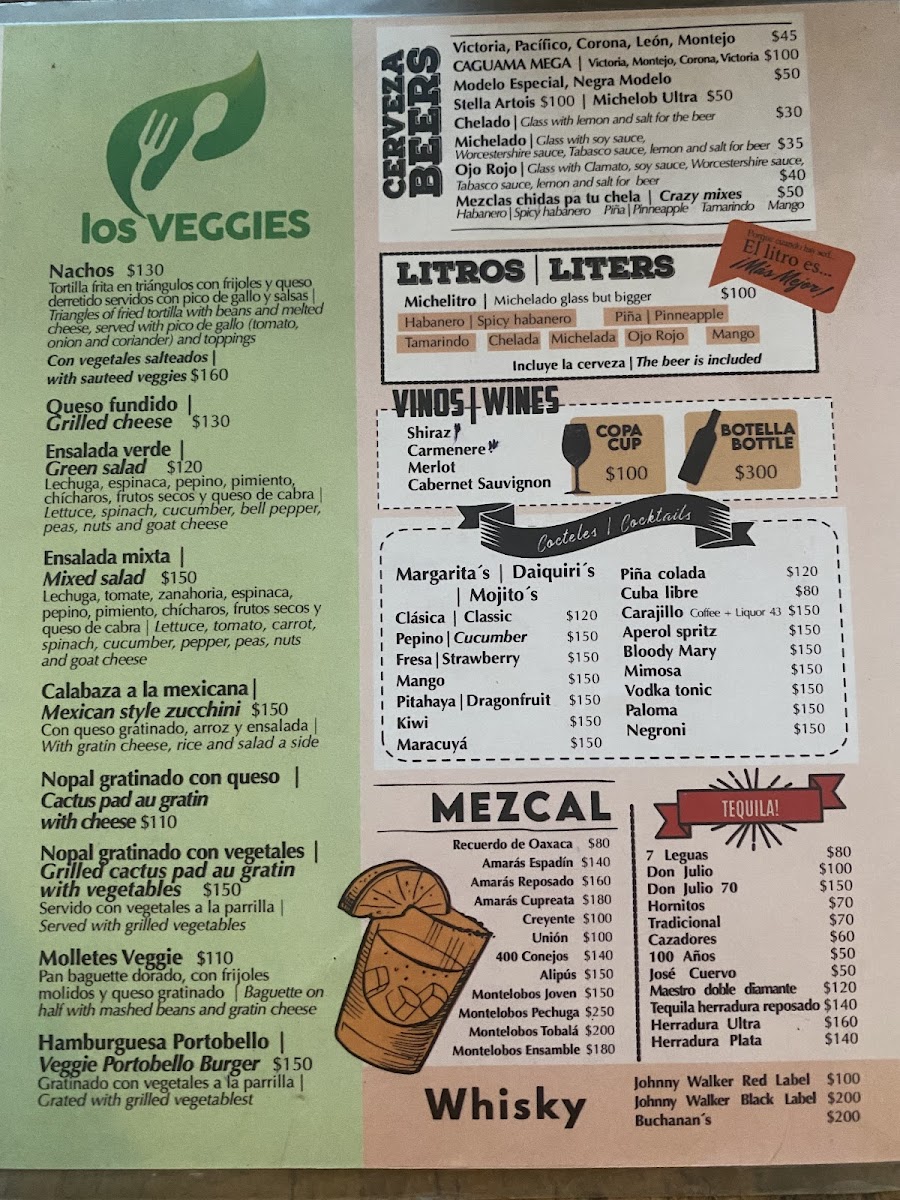 los VEGGIES
Nachos $130
Tortilla frita en triángulos con frijoles y queso
derretido servidos con pico de gallo y salsas |
Triangles of fried tortilla with beans and melted
cheese, served with pico de gallo (tomato,
onion and coriander) and toppings
Con vegetales salteados |
with sauteed veggies $160
Queso fundido |
Grilled cheese $130
Ensalada verde |
Green salad $120
Lechuga, espinaca, pepino, pimiento,
chícharos, frutos secos y queso de cabra |
Lettuce, spinach, cucumber, bell pepper,
peas, nuts and goat cheese
Ensalada mixta |
Mixed salad $150
Lechuga, tomate, zanahoria, espinaca,
pepino, pimiento, chícharos, frutos secos y
queso de cabra | Lettuce, tomato, carrot,
spinach, cucumber, pepper, peas, nuts
and goat cheese
Calabaza a la mexicana |
Mexican style zucchini $150
Con queso gratinado, arroz y ensalada |
With gratin cheese, rice and salad a side
Nopal gratinado con queso |
Cactus pad au gratin
with cheese $110
Nopal gratinado con vegetales |
Grilled cactus pad au gratin
with vegetables $150
Servido con vegetales a la parrilla |
Served with grilled vegetables
Molletes Veggie $110
Pan baguette dorado, con frijoles
molidos y queso gratinado | Baguette on
half with mashed beans and gratin cheese
Hamburguesa Portobello |
Veggie Portobello Burger $150
Gratinado con vegetales a la parrilla |
Grated with grilled vegetablest
CERVEZA
BEERS
Victoria, Pacífico, Corona, León, Montejo $45
CAGUAMA MEGA | Victoria, Montejo, Corona, Victoria $100
Modelo Especial, Negra Modelo $50
Stella Artois $100 | Michelob Ultra $50
Chelado | Glass with lemon and salt for the beer $30
Michelado | Glass with soy sauce,
Worcestershire sauce, Tabasco sauce, lemon and salt for beer $35
Ojo Rojo | Glass with Clamato, soy sauce, Worcestershire sauce,
Tabasco sauce, lemon and salt for beer $40
Mezclas chidas pa tu chela | Crazy mixes $50
Habanero | Spicy habanero Piña | Pinneapple Tamarindo Mango
LITROS | LITERS
Porque cuando hay sed...
El litro es...
¡Más Mejor!
Michelitro | Michelado glass but bigger $100
Habanero | Spicy habanero Piña | Pinneapple
Tamarindo Chelada Michelada Ojo Rojo Mango
Incluye la cerveza | The beer is included
VINOS | WINES
Shiraz
Carmenere
Merlot
Cabernet Sauvignon
COPA
CUP
$100
BOTELLA
BOTTLE
$300
Cocteles | Cocktails
Margarita´s | Daiquiri´s
| Mojito´s
Clásica | Classic $120
Pepino | Cucumber $150
Fresa | Strawberry $150
Mango $150
Pitahaya | Dragonfruit $150
Kiwi $150
Maracuyá $150
Piña colada $120
Cuba libre $80
Carajillo Coffee + Liquor 43 $150
Aperol spritz $150
Bloody Mary $150
Mimosa $150
Vodka tonic $150
Paloma $150
Negroni $150
MEZCAL
Recuerdo de Oaxaca $80
Amarás Espadín $140
Amarás Reposado $160
Amarás Cupreata $180
Creyente $100
Unión $100
400 Conejos $140
Alipús $150
Montelobos Joven $150
Montelobos Pechuga $250
Montelobos Tobalá $200
Montelobos Ensamble $180
TEQUILA!
7 Leguas $80
Don Julio $100
Don Julio 70 $150
Hornitos $70
Tradicional $70
Cazadores $60
100 Años $50
José Cuervo $50
Maestro doble diamante $120
Tequila herradura reposado $140
Herradura Ultra $160
Herradura Plata $140
Whisky
Johnny Walker Red Label $100
Johnny Walker Black Label $200
Buchanan´s $200